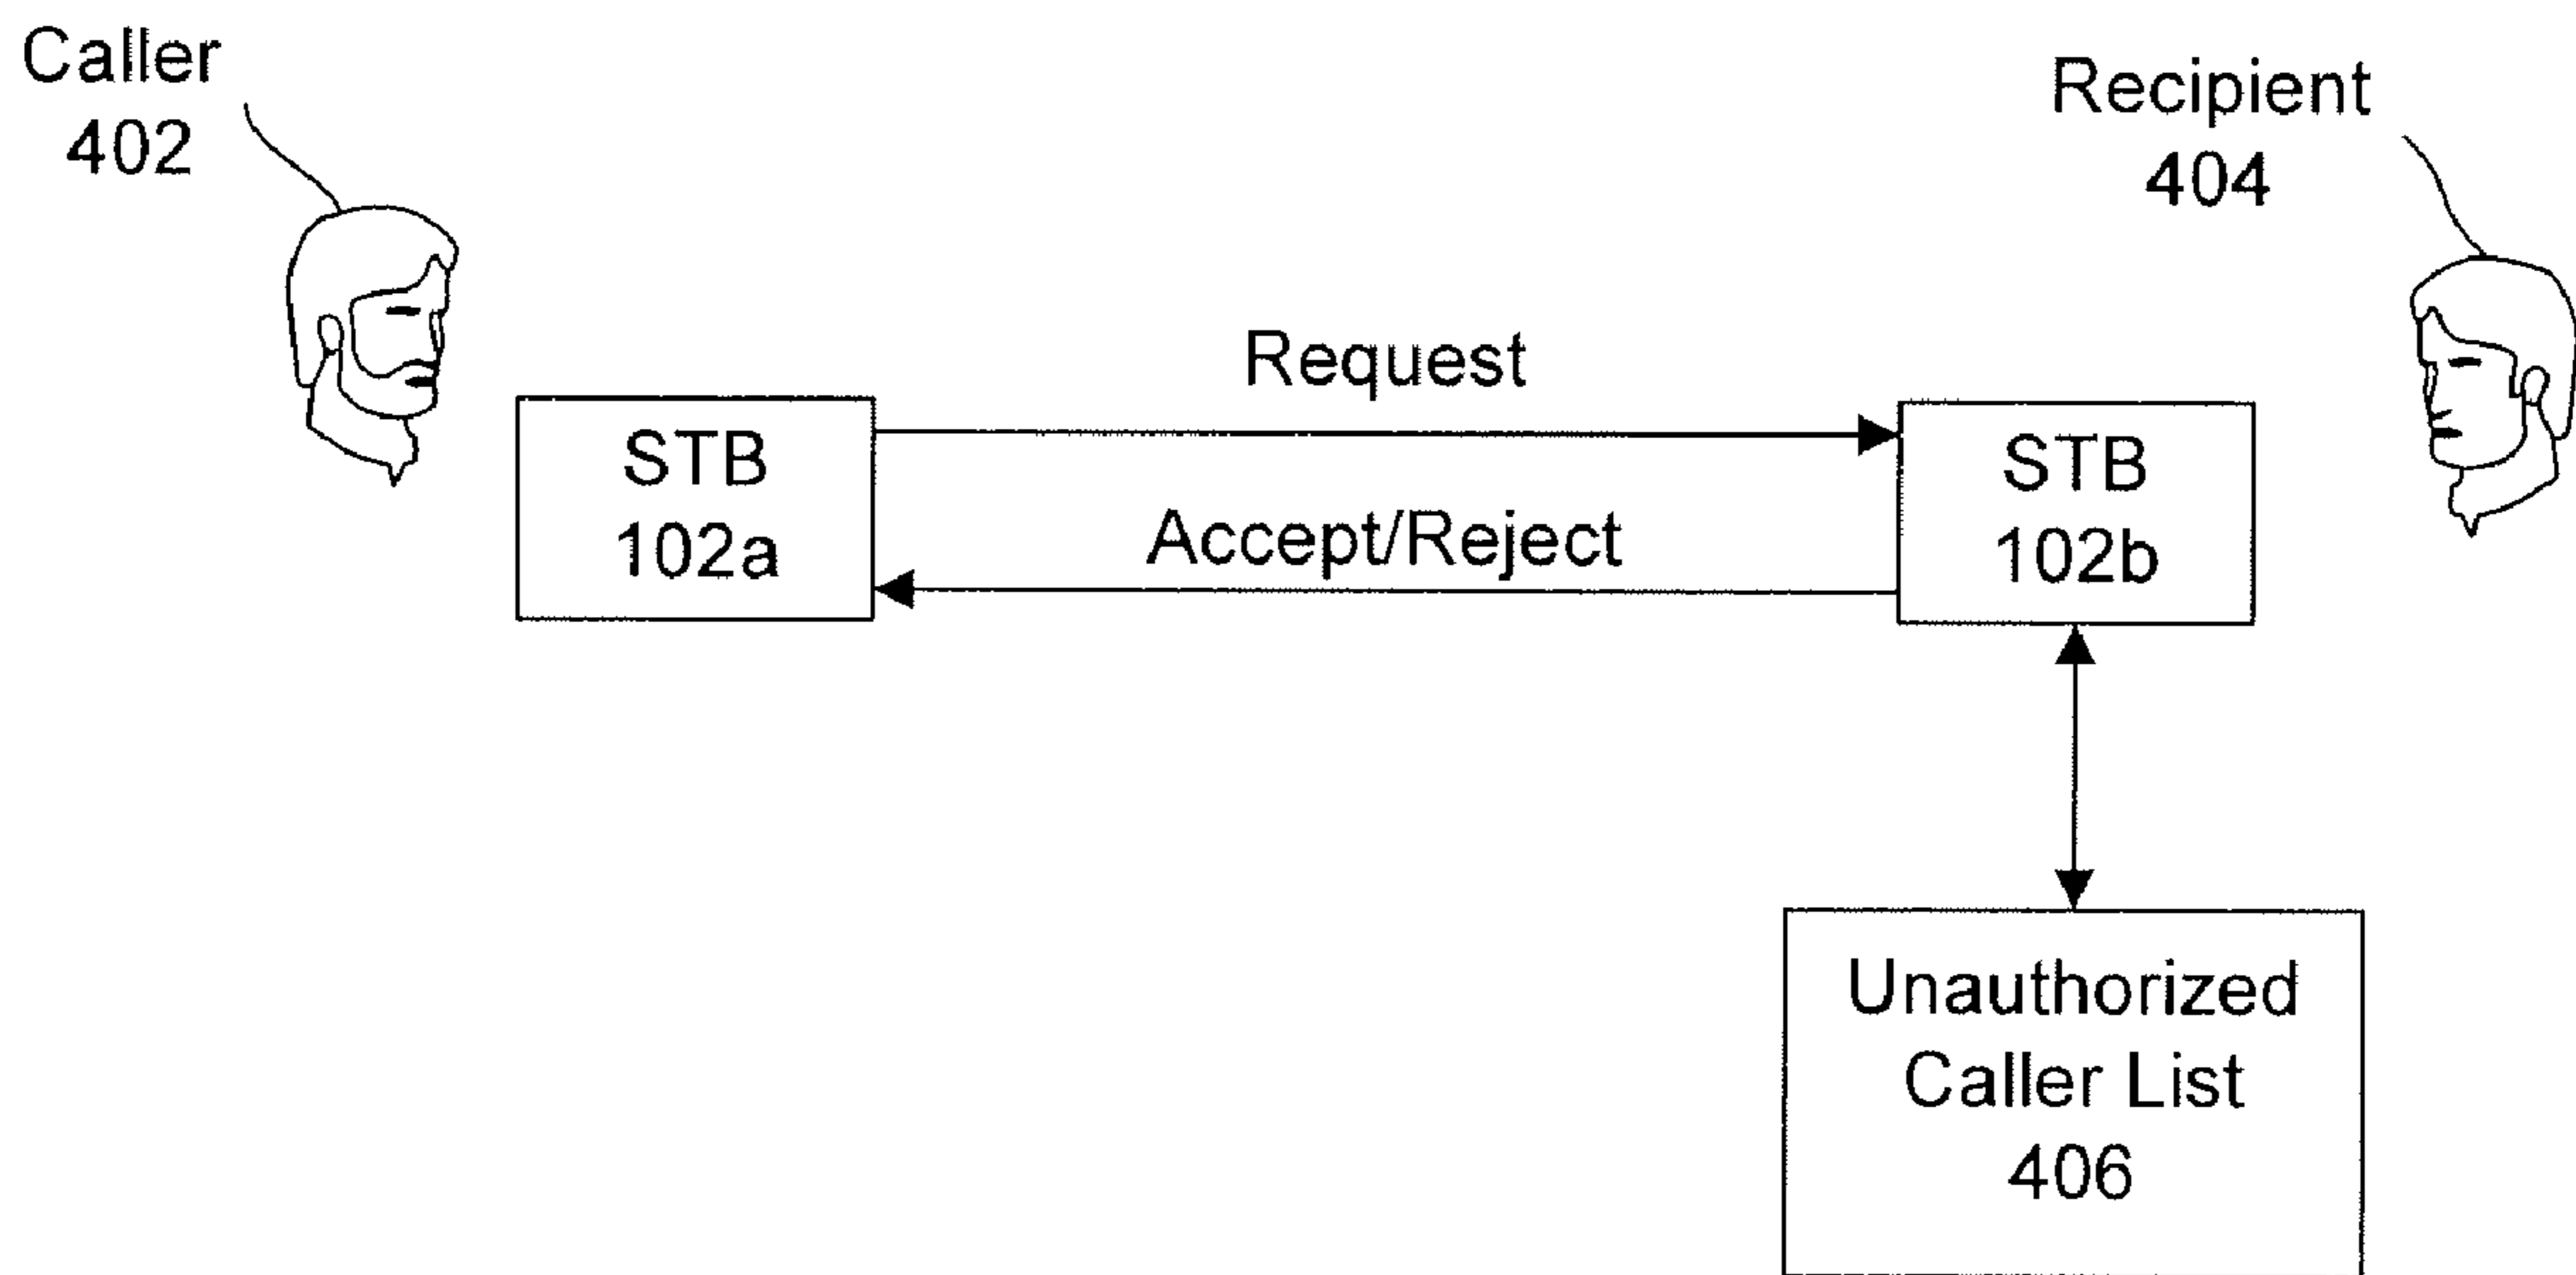 Caller
402
Recipient
404
Request
STB
102a
Accept/Reject
STB
102b
Unauthorized
Caller List
406